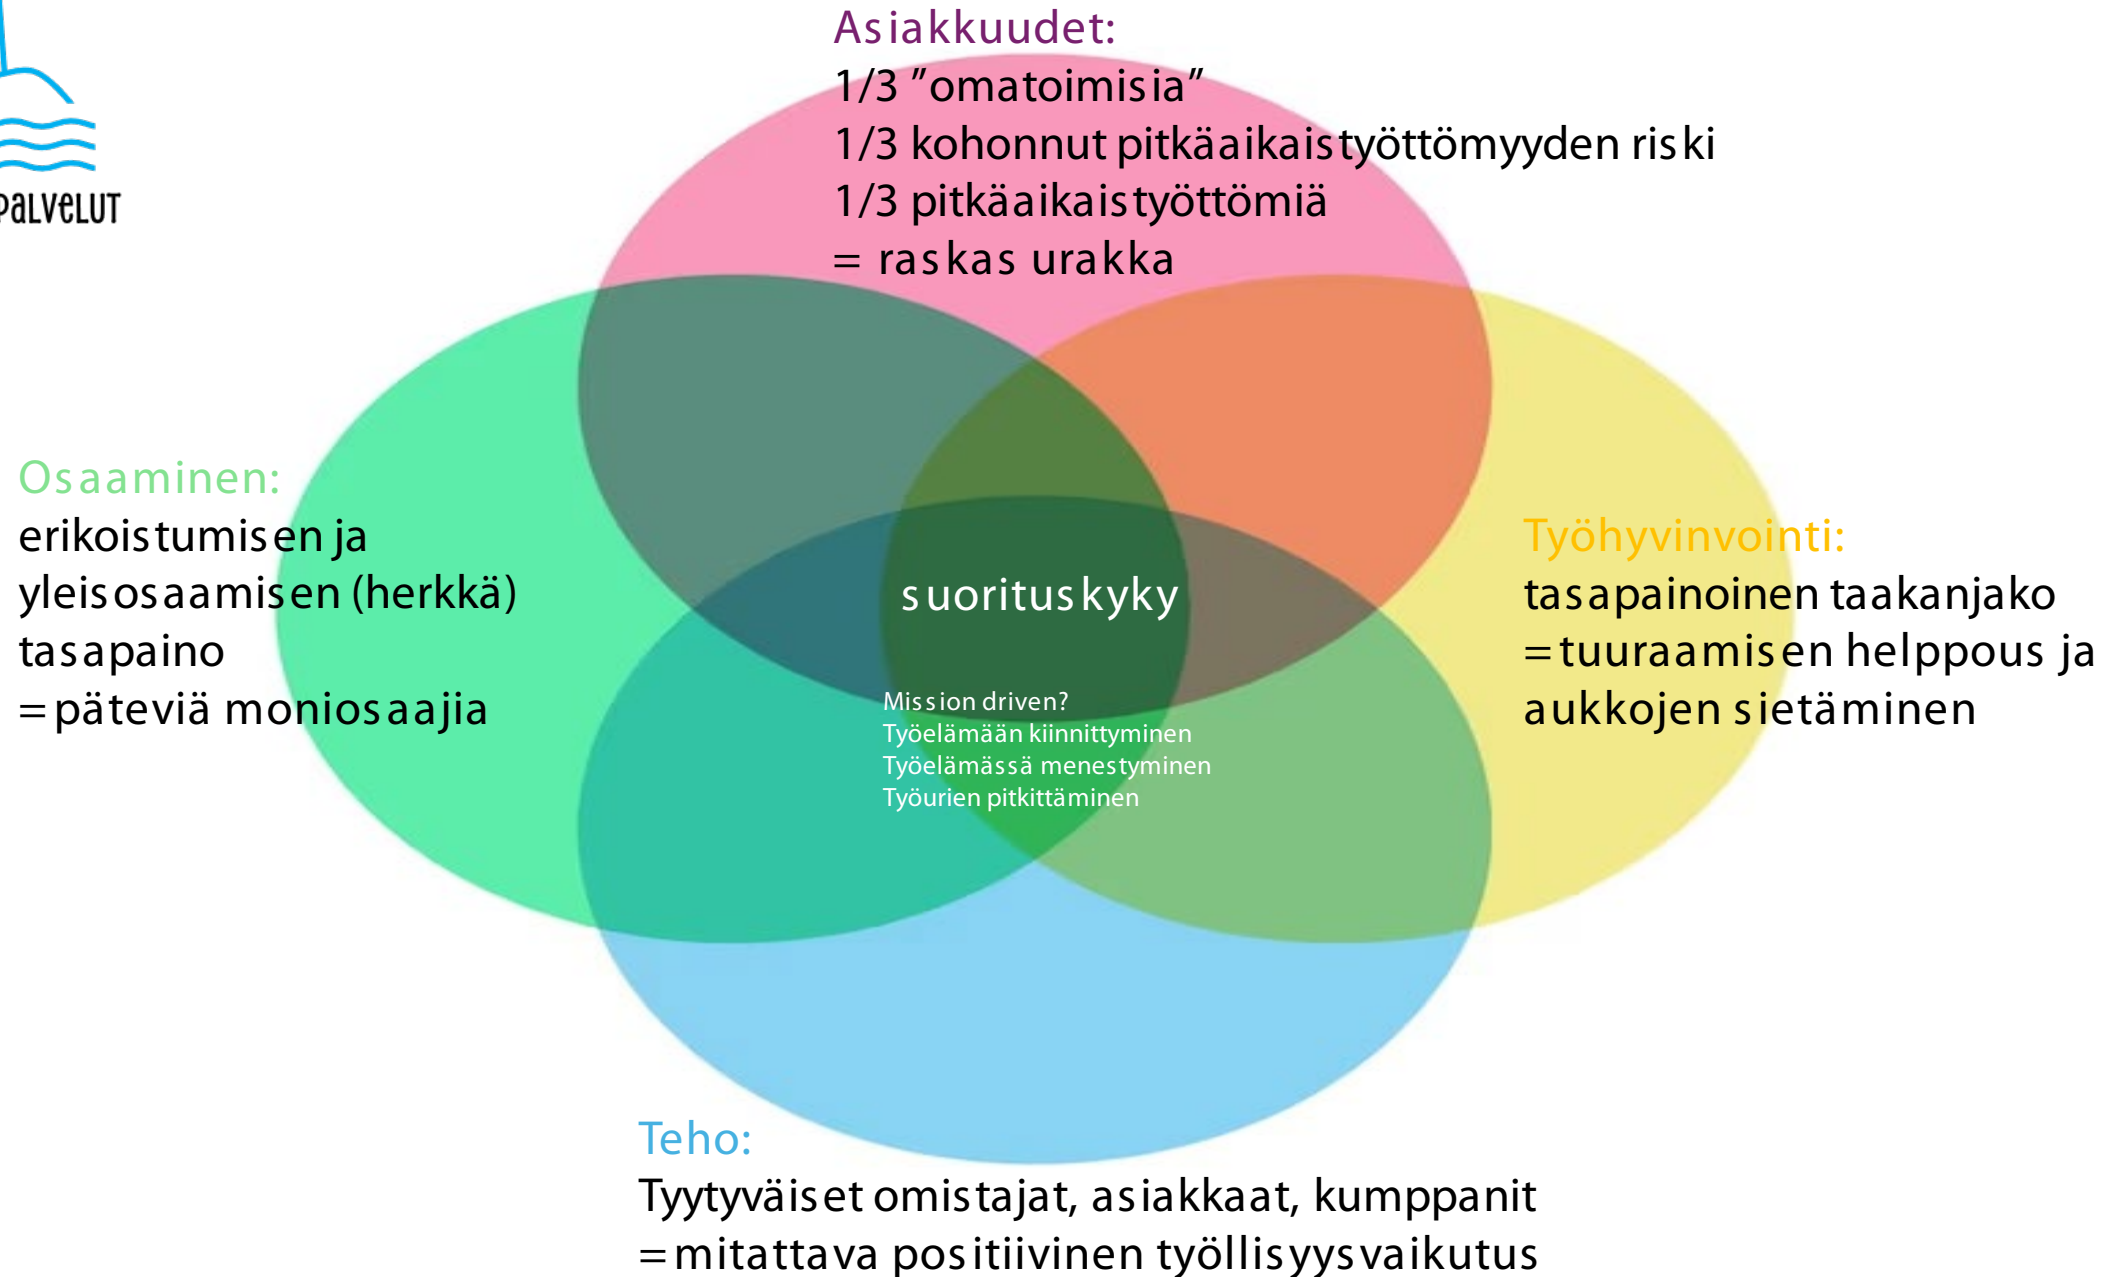 PALVELUT
Asiakkuudet:
1/3 ”omatoimisia”
1/3 kohonnut pitkäaikaistyöttömyyden riski
1/3 pitkäaikaistyöttömiä
= raskas urakka
Osaaminen:
erikoistumisen ja
yleisosaamisen (herkkä)
tasapaino
=päteviä moniosaajia
suorituskyky
Mission driven?
Työelämään kiinnittyminen
Työelämässä menestyminen
Työurien pitkittäminen
Työhyvinvointi:
tasapainoinen taakanjako
=tuuraamisen helppous ja
aukkojen sietäminen
Teho:
Tyytyväiset omistajat, asiakkaat, kumppanit
=mitattava positiivinen työllisyysvaikutus